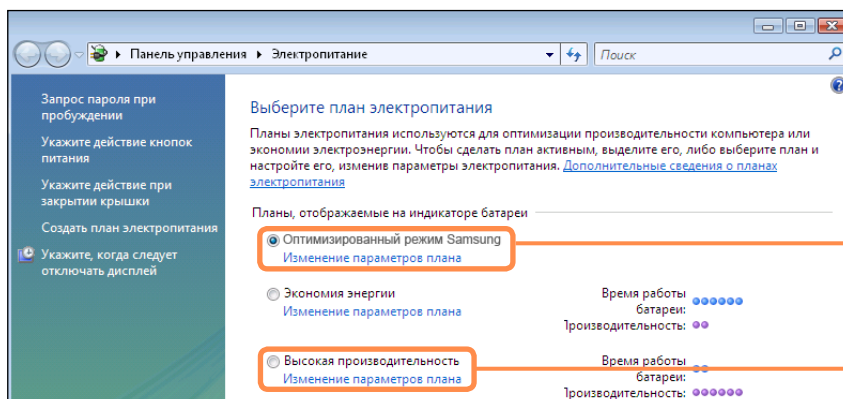 Панель управления ▸ Электропитание
Поиск
Запрос пароля при
пробуждении
Укажите действие кнопок
питания
Укажите действие при
закрытии крышки
Создать план электропитания
Укажите, когда следует
отключать дисплей
Выберите план электропитания
Планы электропитания используются для оптимизации производительности компьютера или
экономии электроэнергии. Чтобы сделать план активным, выделите его, либо выберите план и
настройте его, изменив параметры электропитания. Дополнительные сведения о планах
электропитания
Планы, отображаемые на индикаторе батареи
Оптимизированный режим Samsung
Изменение параметров плана
Экономия энергии
Изменение параметров плана
Время работы
батареи:
Производительность:
Высокая производительность
Изменение параметров плана
Время работы
батареи:
Производительность: